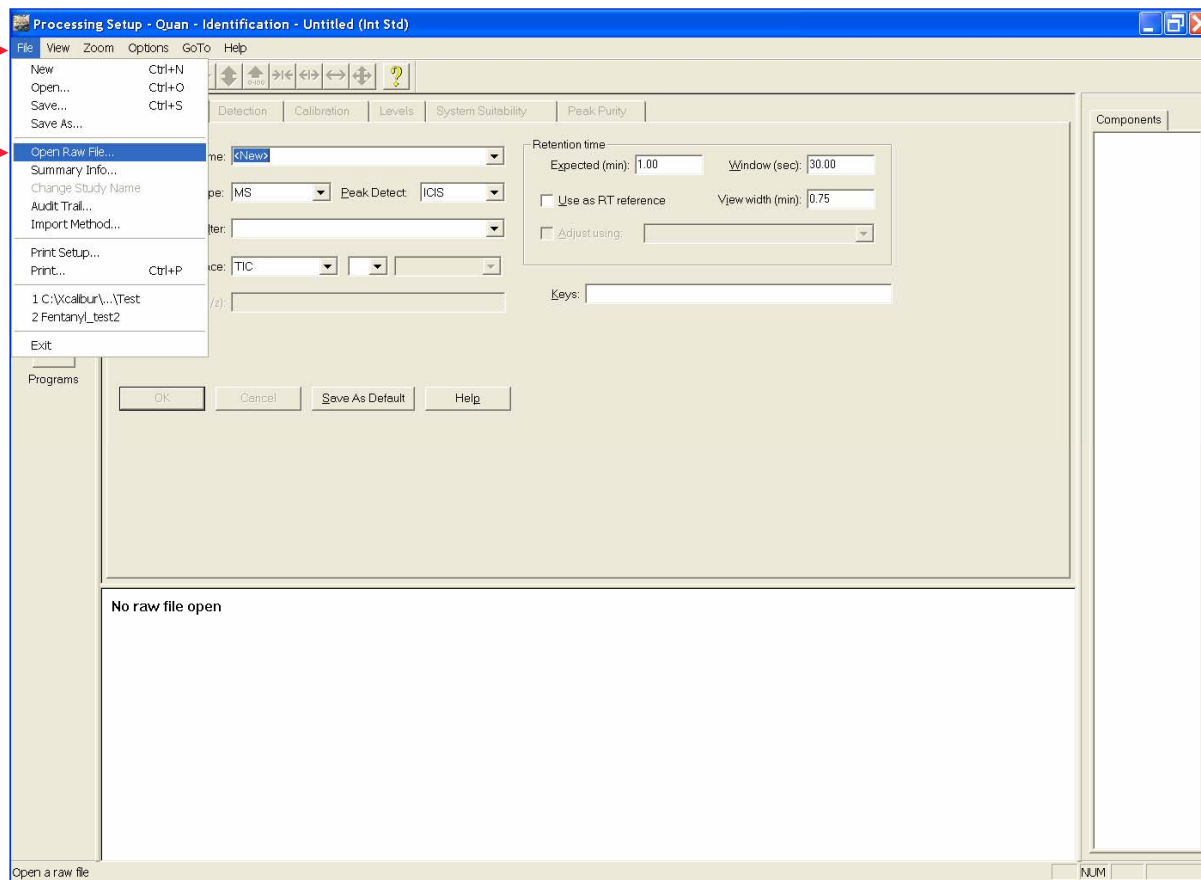 Processing Setup - Quan - Identification - Untitled (Int Std)
File View Zoom Options GoTo Help
New Ctrl+N
Open... Ctrl+O
Save... Ctrl+S
Save As...
Open Raw File...
Summary Info...
Change Study Name
Audit Trail...
Import Method...
Print Setup...
Print... Ctrl+P
1 C:\Xcalibur\...\Test
2 Fentanyl_test2
Exit
Programs
Detection Calibration Levels System Suitability Peak Purity
me: <New>
pe: MS Peak Detect: ICIS
lter:
ce: TIC
/z):
Retention time
Expected (min): 1.00 Window (sec): 30.00
Use as RT reference View width (min): 0.75
Adjust using:
Keys:
OK Cancel Save As Default Help
Components
No raw file open
Open a raw file NUM